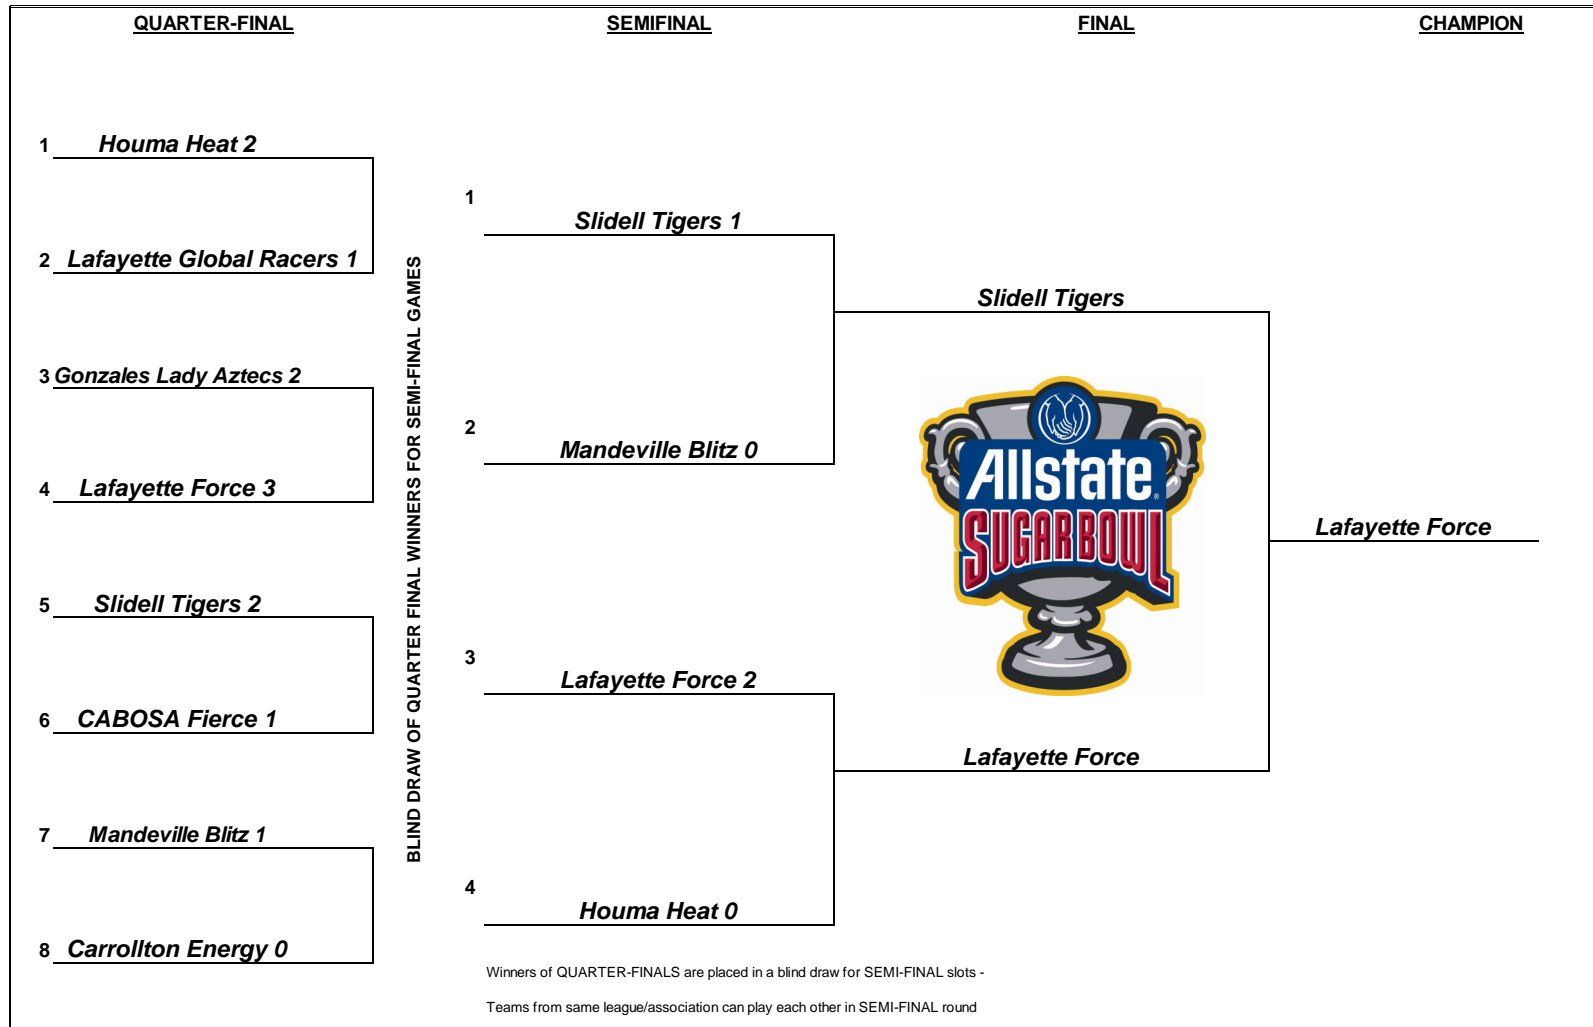 QUARTER-FINAL
SEMIFINAL
FINAL
CHAMPION
1 Houma Heat 2
2 Lafayette Global Racers 1
3 Gonzales Lady Aztecs 2
4 Lafayette Force 3
5 Slidell Tigers 2
6 CABOSA Fierce 1
7 Mandeville Blitz 1
8 Carrollton Energy 0
BLIND DRAW OF QUARTER FINAL WINNERS FOR SEMI-FINAL GAMES
1
Slidell Tigers 1
2
Mandeville Blitz 0
3
Lafayette Force 2
4
Houma Heat 0
Slidell Tigers
Allstate®
SUGAR BOWL
Lafayette Force
Lafayette Force
Winners of QUARTER-FINALS are placed in a blind draw for SEMI-FINAL slots -
Teams from same league/association can play each other in SEMI-FINAL round